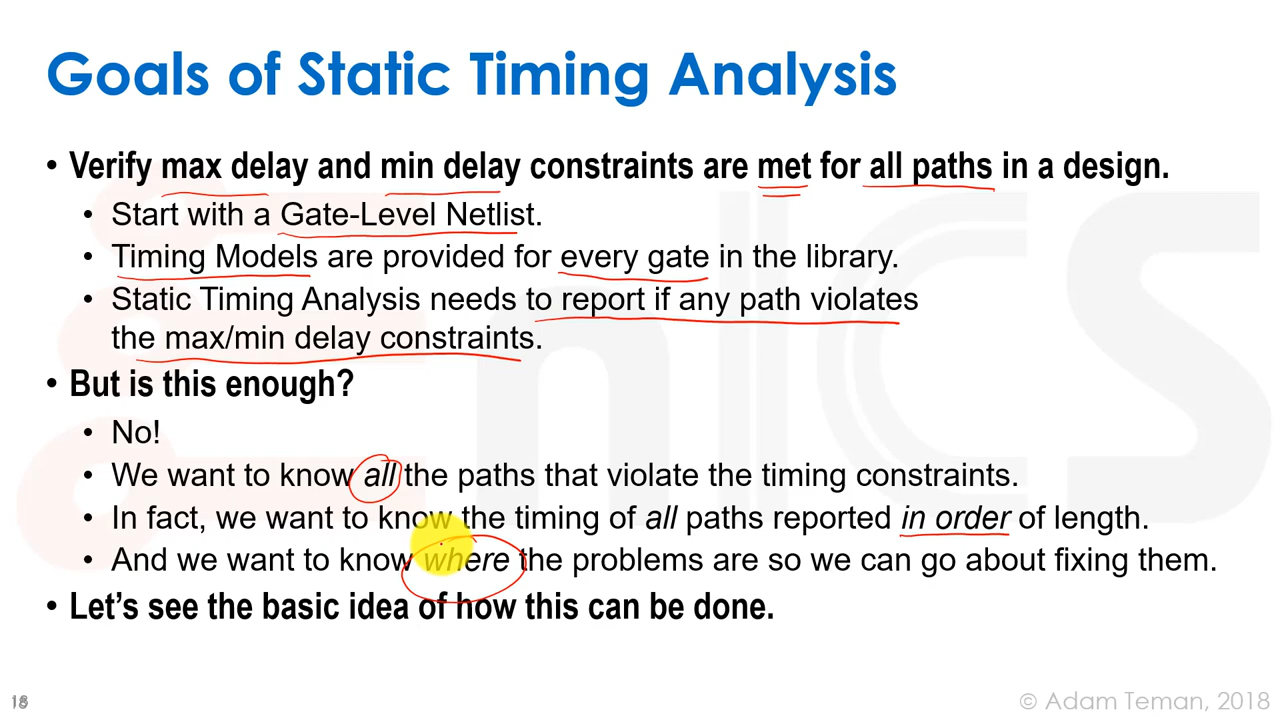 Goals of Static Timing Analysis
• Verify max delay and min delay constraints are met for all paths in a design.
• Start with a Gate-Level Netlist.
• Timing Models are provided for every gate in the library.
• Static Timing Analysis needs to report if any path violates
the max/min delay constraints.
• But is this enough?
• No!
• We want to know all the paths that violate the timing constraints.
• In fact, we want to know the timing of all paths reported in order of length.
• And we want to know where the problems are so we can go about fixing them.
• Let's see the basic idea of how this can be done.
© Adam Teman, 2018